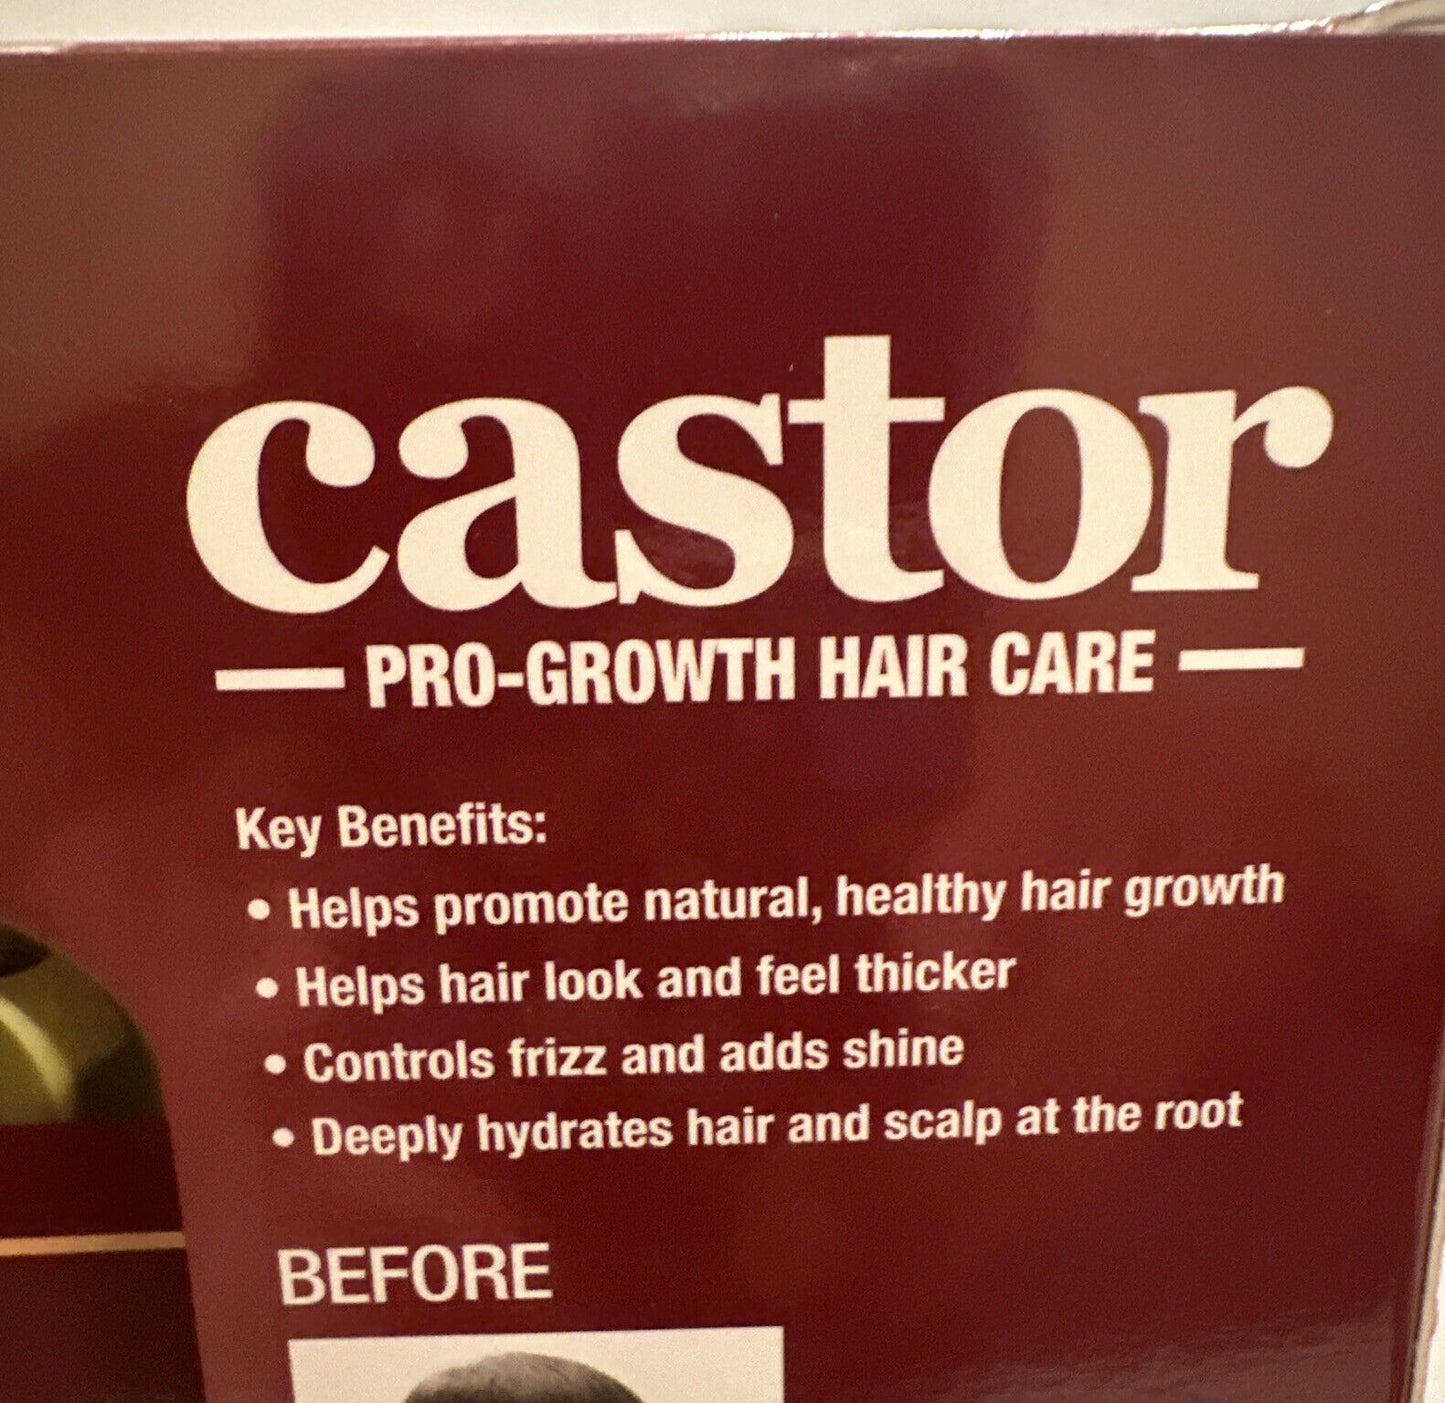 castor
PRO-GROWTH HAIR CARE
Key Benefits:
• Helps promote natural, healthy hair growth
• Helps hair look and feel thicker
• Controls frizz and adds shine
• Deeply hydrates hair and scalp at the root
BEFORE